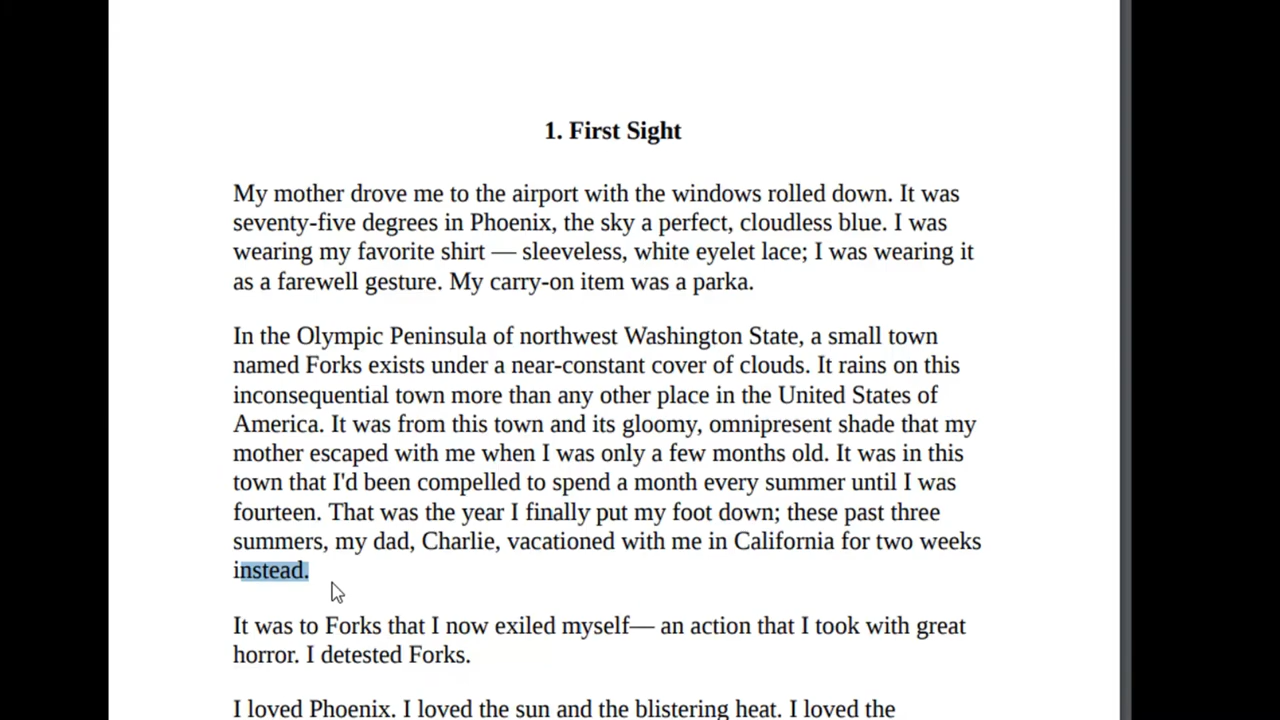 1. First Sight
My mother drove me to the airport with the windows rolled down. It was
seventy-five degrees in Phoenix, the sky a perfect, cloudless blue. I was
wearing my favorite shirt — sleeveless, white eyelet lace; I was wearing it
as a farewell gesture. My carry-on item was a parka.
In the Olympic Peninsula of northwest Washington State, a small town
named Forks exists under a near-constant cover of clouds. It rains on this
inconsequential town more than any other place in the United States of
America. It was from this town and its gloomy, omnipresent shade that my
mother escaped with me when I was only a few months old. It was in this
town that I'd been compelled to spend a month every summer until I was
fourteen. That was the year I finally put my foot down; these past three
summers, my dad, Charlie, vacationed with me in California for two weeks
instead.
It was to Forks that I now exiled myself— an action that I took with great
horror. I detested Forks.
I loved Phoenix. I loved the sun and the blistering heat. I loved the